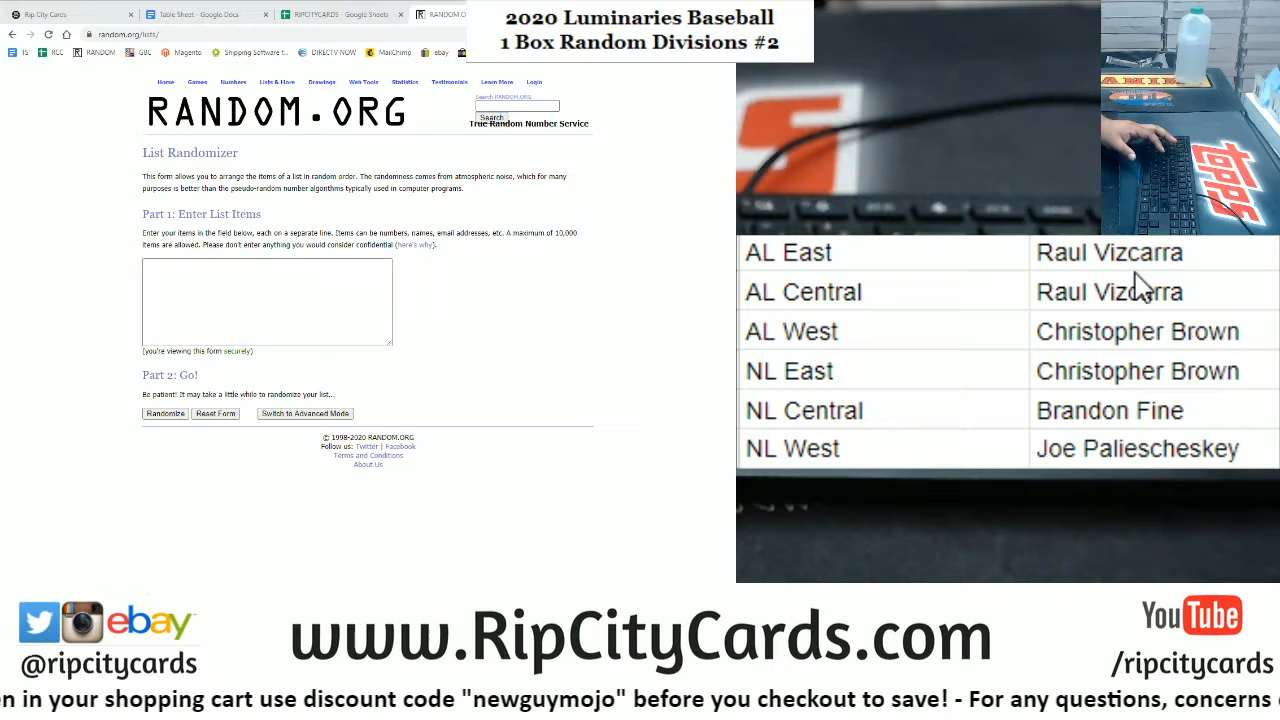 Rip City Cards
Table Sheet - Google Docs
RIPCITYCARDS - Google Sheets
RANDOM.O
random.org/lists/
TS
RCC
RANDOM
GBC
Magento
Shipping Software f...
DIRECTV NOW
MailChimp
ebay
2020 Luminaries Baseball
1 Box Random Divisions #2
Home Games Numbers Lists & More Drawings Web Tools Statistics Testimonials Learn More Login
RANDOM.ORG
Search RANDOM.ORG
Search
True Random Number Service
List Randomizer
This form allows you to arrange the items of a list in random order. The randomness comes from atmospheric noise, which for many
purposes is better than the pseudo-random number algorithms typically used in computer programs.
Part 1: Enter List Items
Enter your items in the field below, each on a separate line. Items can be numbers, names, email addresses, etc. A maximum of 10,000
items are allowed. Please don't enter anything you would consider confidential (here's why).
(you're viewing this form securely)
Part 2: Go!
Be patient! It may take a little while to randomize your list...
Randomize Reset Form Switch to Advanced Mode
© 1998-2020 RANDOM.ORG
Follow us: Twitter | Facebook
Terms and Conditions
About Us
topps
AL East Raul Vizcarra
AL Central Raul Vizcarra
AL West Christopher Brown
NL East Christopher Brown
NL Central Brandon Fine
NL West Joe Paliescheskey
ebay
@ripcitycards
www.RipCityCards.com
YouTube
/ripcitycards
en in your shopping cart use discount code "newguymojo" before you checkout to save! - For any questions, concerns